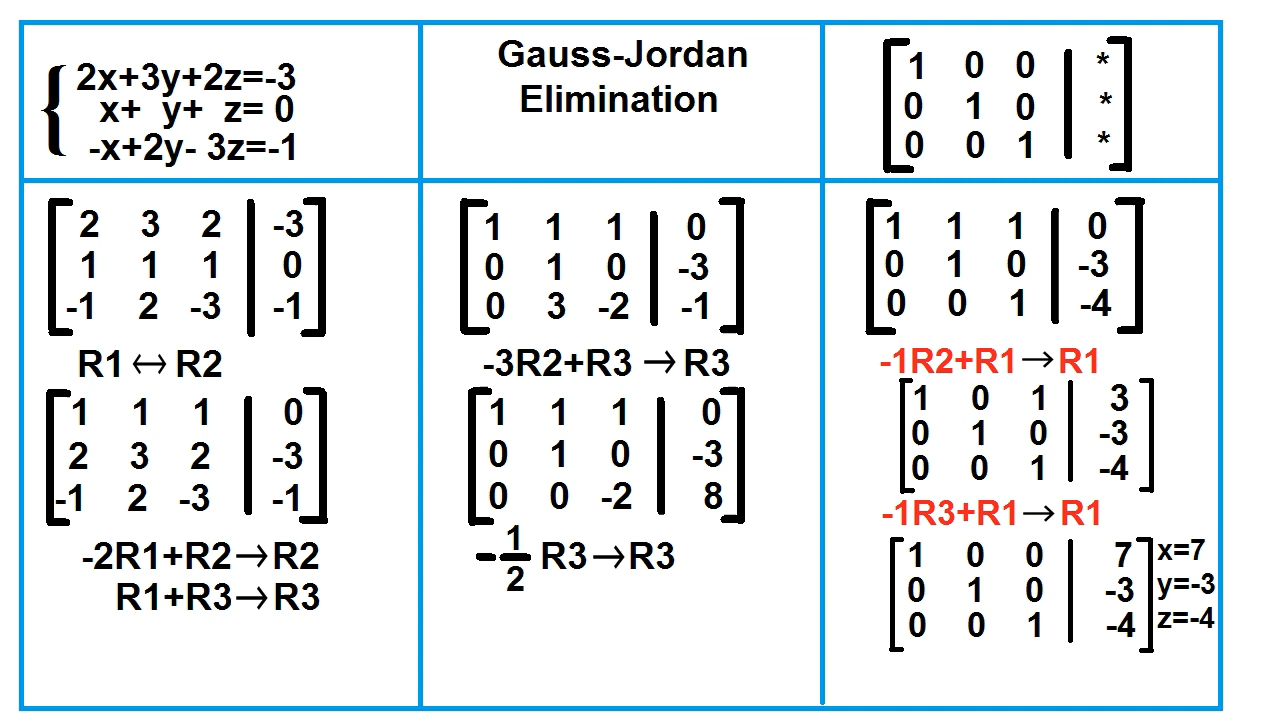 2x+3y+2z=-3
x+ y+ z= 0
-x+2y- 3z=-1
Gauss-Jordan
Elimination
1 0 0 | *
0 1 0 | *
0 0 1 | *
2 3 2 | -3
1 1 1 | 0
-1 2 -3 | -1
R1↔R2
1 1 1 | 0
2 3 2 | -3
-1 2 -3 | -1
-2R1+R2→R2
R1+R3→R3
1 1 1 | 0
0 1 0 | -3
0 3 -2 | -1
-3R2+R3→R3
1 1 1 | 0
0 1 0 | -3
0 0 -2 | 8
-1/2 R3→R3
1 1 1 | 0
0 1 0 | -3
0 0 1 | -4
-1R2+R1→R1
1 0 1 | 3
0 1 0 | -3
0 0 1 | -4
-1R3+R1→R1
1 0 0 | 7 x=7
0 1 0 | -3 y=-3
0 0 1 | -4 z=-4